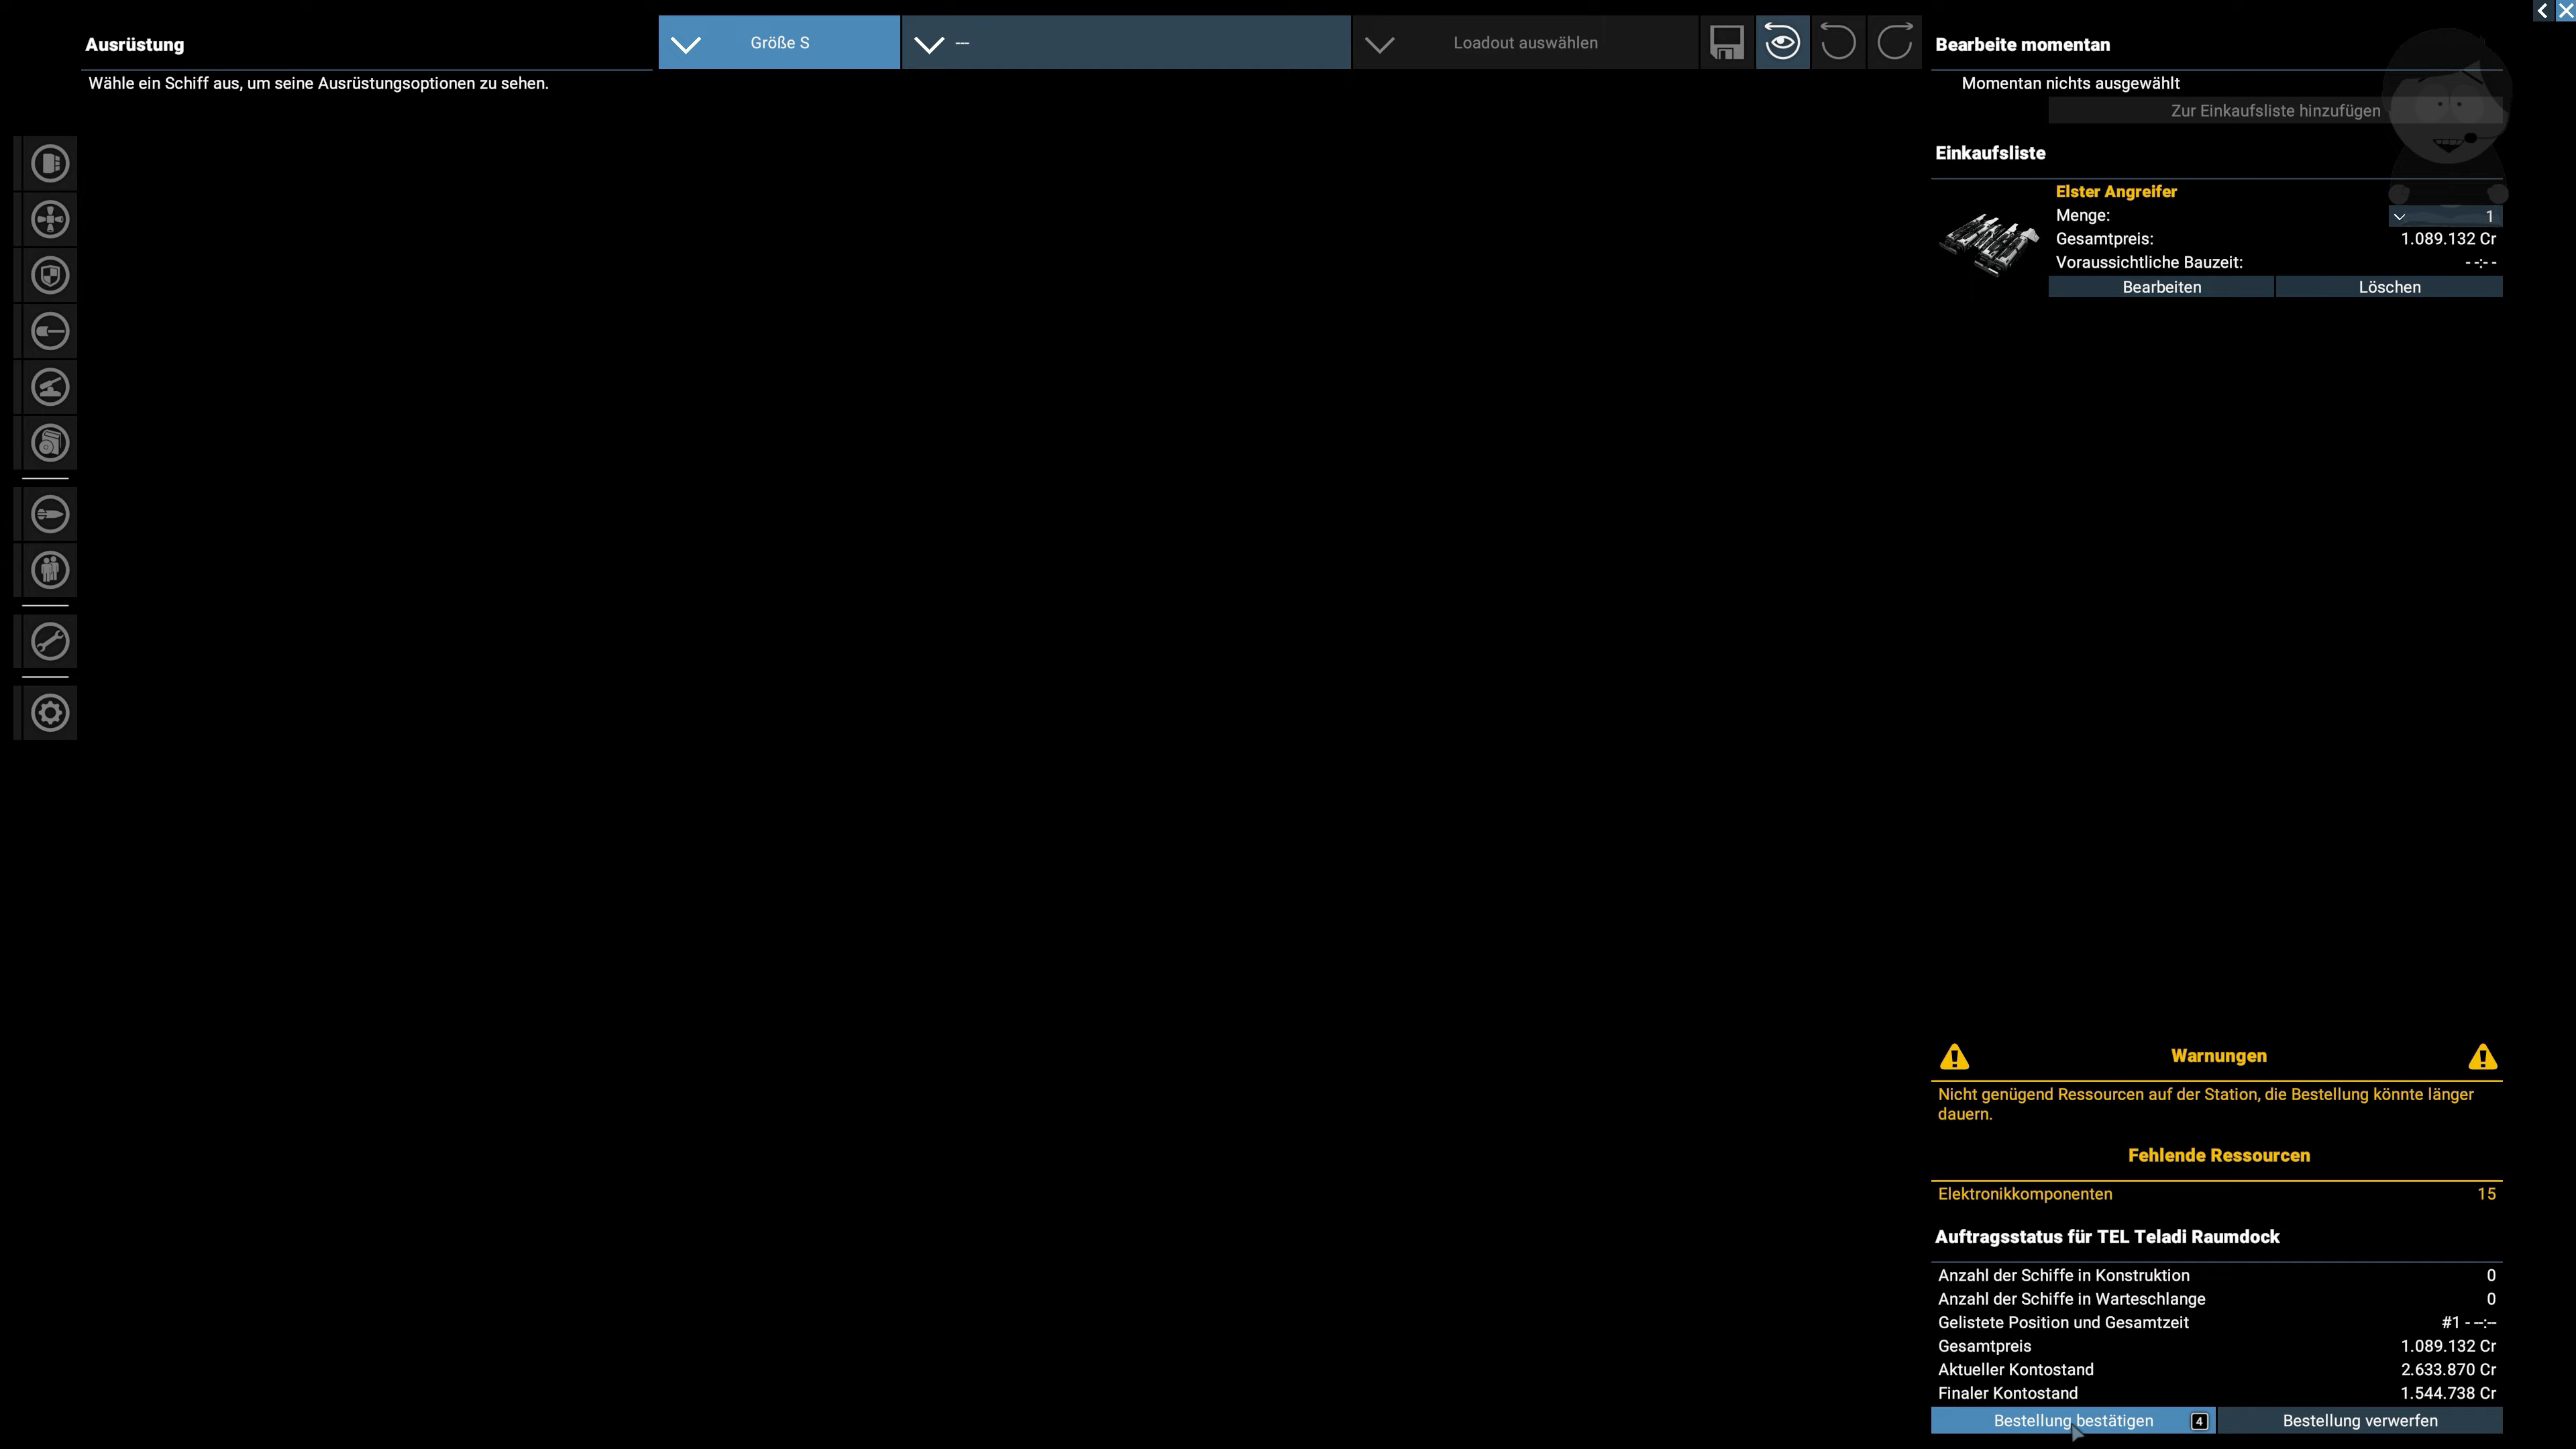 Ausrüstung
Wähle ein Schiff aus, um seine Ausrüstungsoptionen zu sehen.
Größe S
---
Loadout auswählen
Bearbeite momentan
Momentan nichts ausgewählt
Zur Einkaufsliste hinzufügen
Einkaufsliste
Elster Angreifer
Menge: 1
Gesamtpreis: 1.089.132 Cr
Voraussichtliche Bauzeit: --:--
Bearbeiten Löschen
Warnungen
Nicht genügend Ressourcen auf der Station, die Bestellung könnte länger
dauern.
Fehlende Ressourcen
Elektronikkomponenten 15
Auftragsstatus für TEL Teladi Raumdock
Anzahl der Schiffe in Konstruktion 0
Anzahl der Schiffe in Warteschlange 0
Gelistete Position und Gesamtzeit #1 - --:--
Gesamtpreis 1.089.132 Cr
Aktueller Kontostand 2.633.870 Cr
Finaler Kontostand 1.544.738 Cr
Bestellung bestätigen 4 Bestellung verwerfen